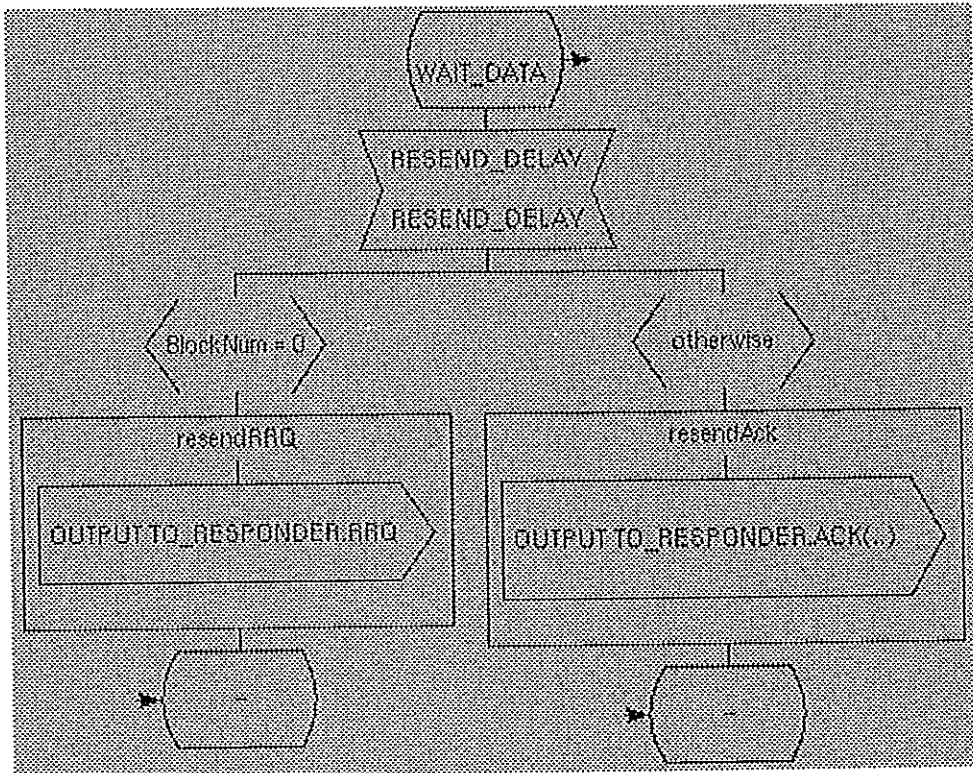 WAIT_DATA
RESEND_DELAY
RESEND_DELAY
BlockNum = 0
otherwise
resendRRQ
resendAck
OUTPUT TO_RESPONDER.RRQ
OUTPUT TO_RESPONDER.ACK(..)
-
-